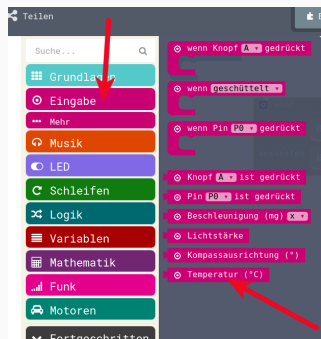 Teilen
Suche...
Grundlagen
Eingabe
Mehr
Musik
LED
Schleifen
Logik
Variablen
Mathematik
Funk
Motoren
Fortgeschritten
wenn Knopf A gedrückt
wenn geschüttelt
wenn Pin P0 gedrückt
Knopf A ist gedrückt
Pin P0 ist gedrückt
Beschleunigung (mg) x
Lichtstärke
Kompassausrichtung (°)
Temperatur (°C)